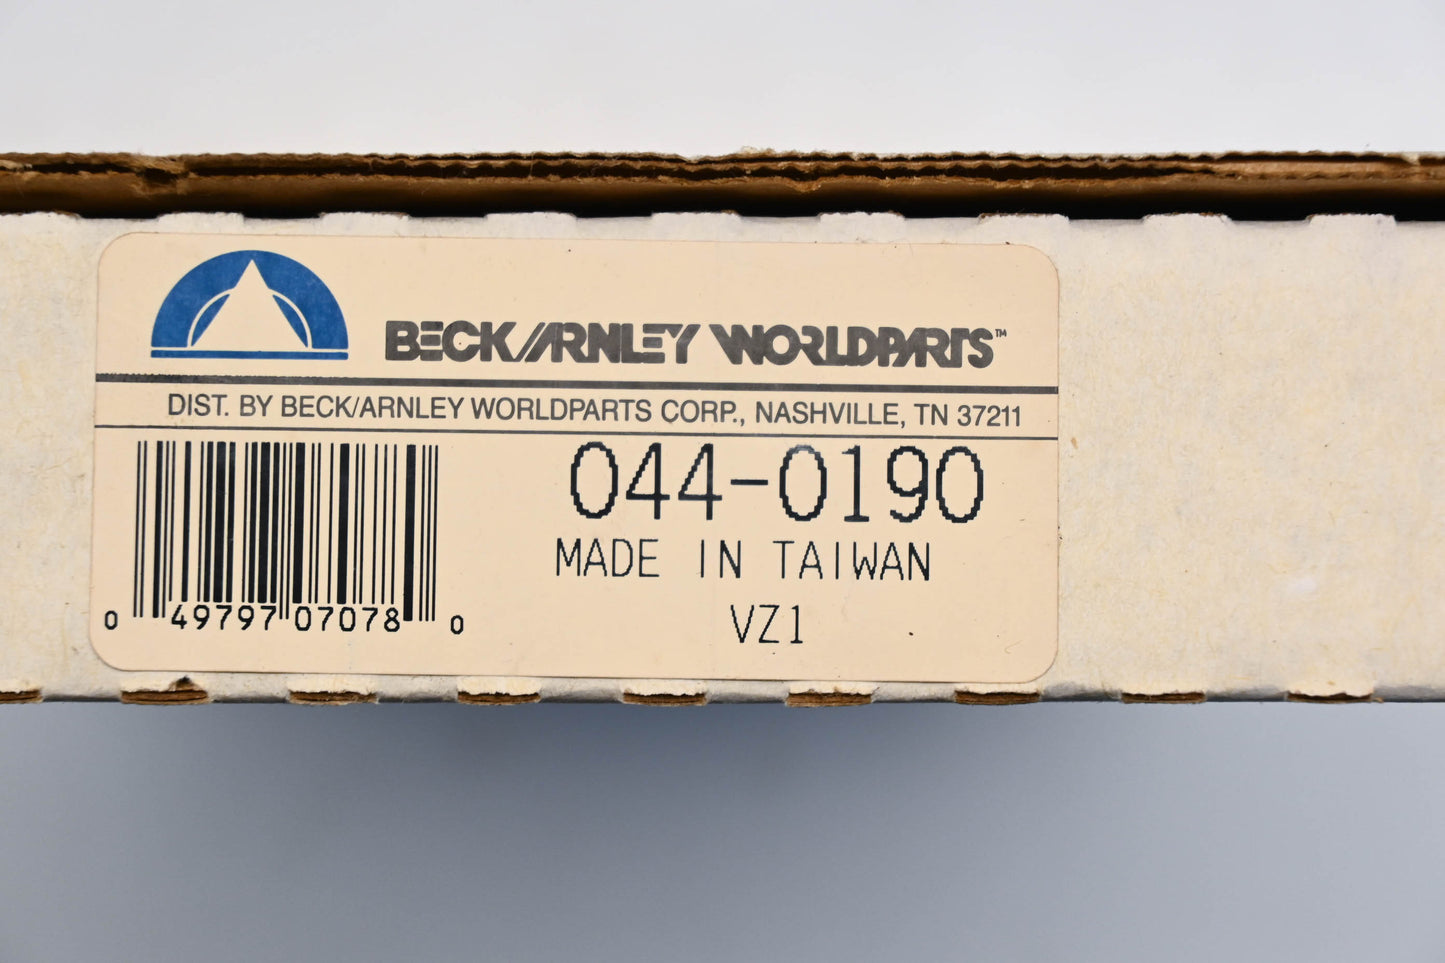 BECK/ARNLEY WORLDPARTS™
DIST. BY BECK/ARNLEY WORLDPARTS CORP., NASHVILLE, TN 37211
044-0190
MADE IN TAIWAN
VZ1
0 49797 07078 0